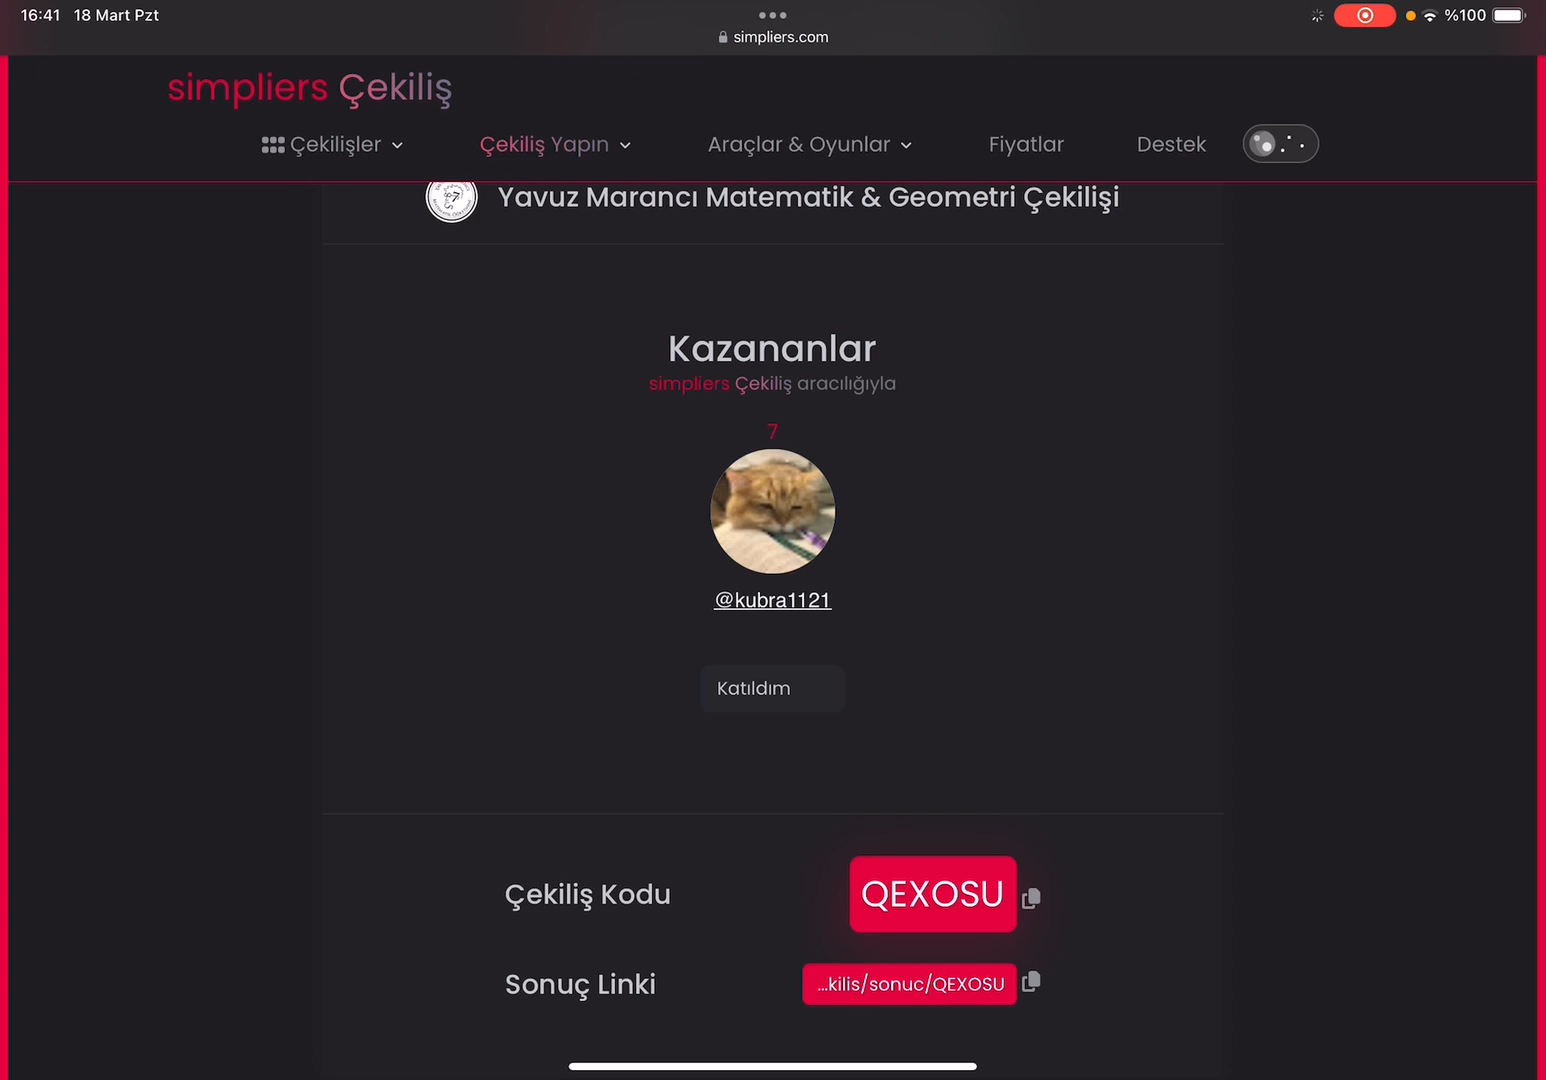 16:41 18 Mart Pzt
%100
simpliers.com
simpliers Çekiliş
Çekilişler
Çekiliş Yapın
Araçlar & Oyunlar
Fiyatlar
Destek
Yavuz Marancı Matematik & Geometri Çekilişi
Kazananlar
simpliers Çekiliş aracılığıyla
7
@kubra1121
Katıldım
Çekiliş Kodu
QEXOSU
Sonuç Linki
...kilis/sonuc/QEXOSU